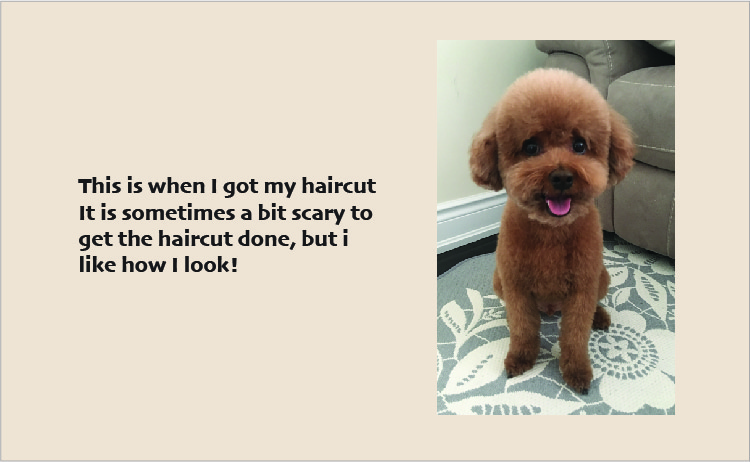 This is when I got my haircut
It is sometimes a bit scary to
get the haircut done, but i
like how I look!